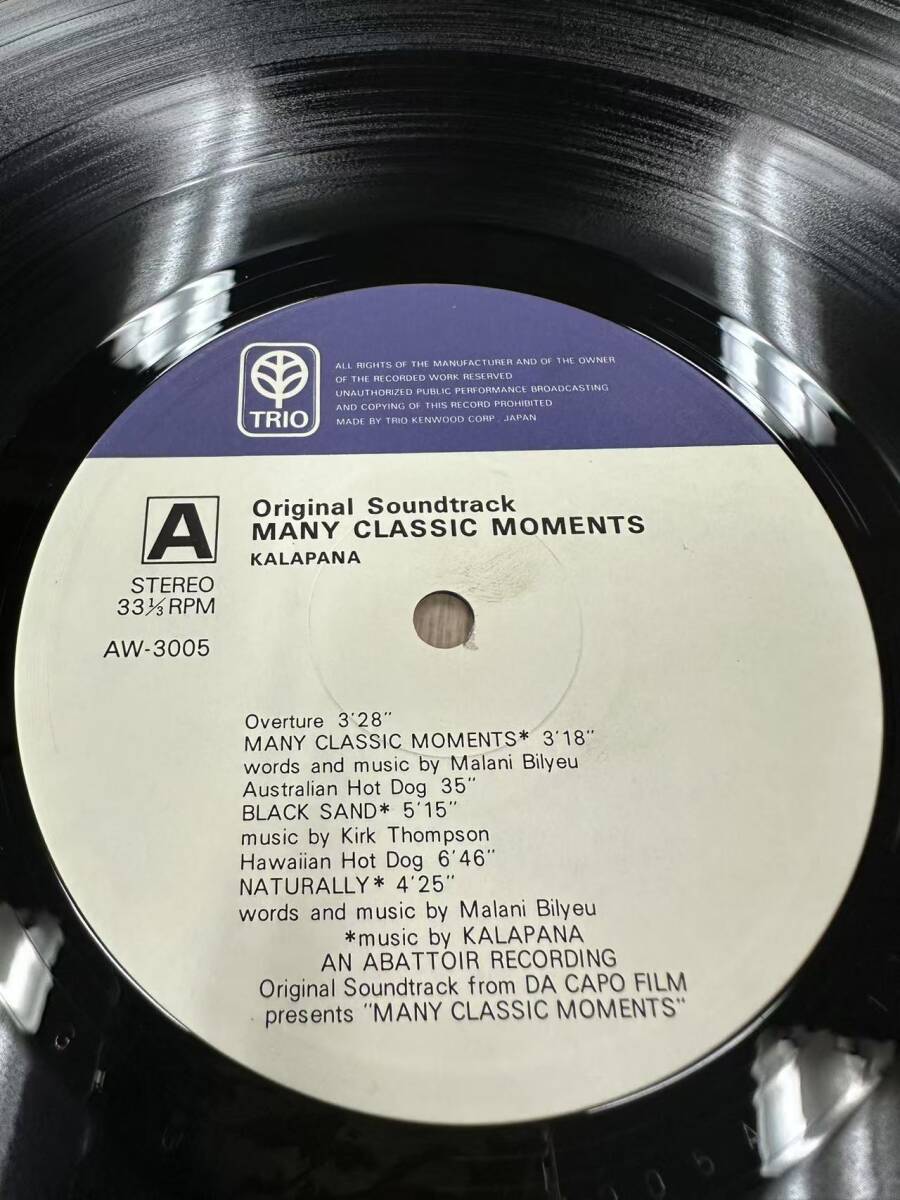 TRIO
ALL RIGHTS OF THE MANUFACTURER AND OF THE OWNER
OF THE RECORDED WORK RESERVED
UNAUTHORIZED PUBLIC PERFORMANCE BROADCASTING
AND COPYING OF THIS RECORD PROHIBITED
MADE BY TRIO KENWOOD CORP. JAPAN
A
STEREO
33⅓RPM
AW-3005
Original Soundtrack
MANY CLASSIC MOMENTS
KALAPANA
Overture 3'28"
MANY CLASSIC MOMENTS* 3'18"
words and music by Malani Bilyeu
Australian Hot Dog 35"
BLACK SAND* 5'15"
music by Kirk Thompson
Hawaiian Hot Dog 6'46"
NATURALLY* 4'25"
words and music by Malani Bilyeu
*music by KALAPANA
AN ABATTOIR RECORDING
Original Soundtrack from DA CAPO FILM
presents "MANY CLASSIC MOMENTS"